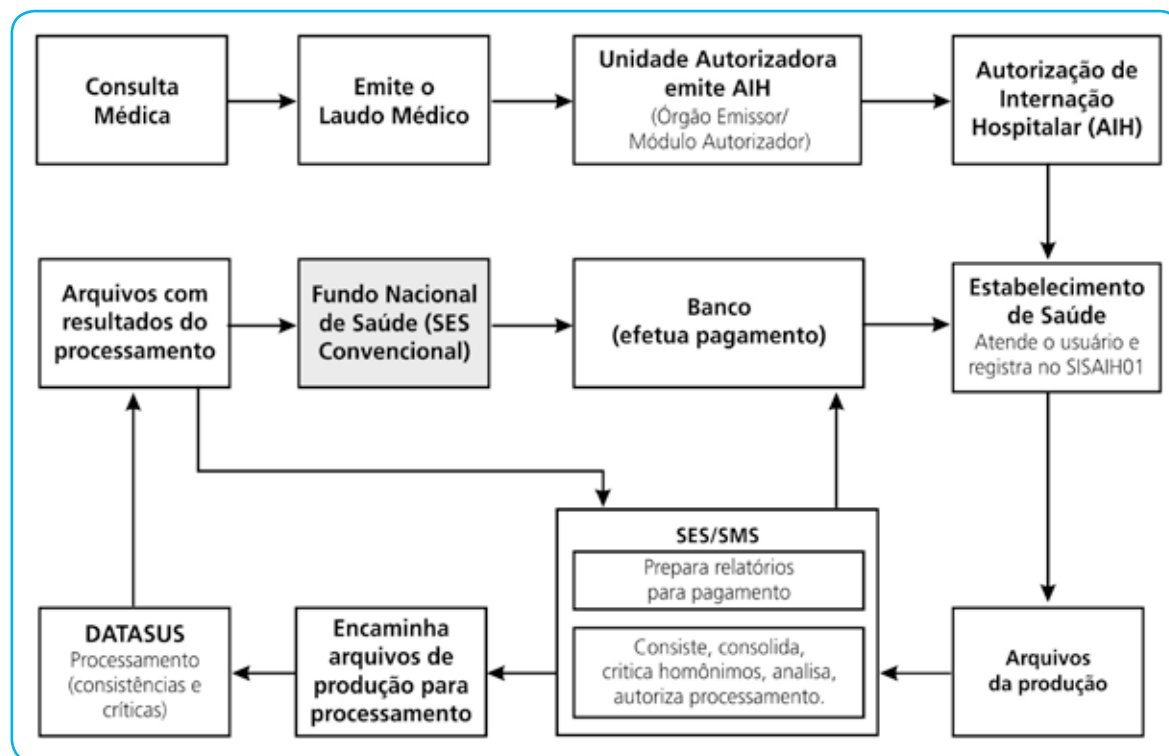 Consulta
Médica
Emite o
Laudo Médico
Unidade Autorizadora
emite AIH
(Órgão Emissor/
Módulo Autorizador)
Autorização de
Internação
Hospitalar (AIH)
Arquivos com
resultados do
processamento
Fundo Nacional
de Saúde (SES
Convencional)
Banco
(efetua pagamento)
Estabelecimento
de Saúde
Atende o usuário e
registra no SISAIH01
DATASUS
Processamento
(consistências e
críticas)
Encaminha
arquivos de
produção para
processamento
SES/SMS
Prepara relatórios
para pagamento
Consiste, consolida,
critica homônimos, analisa,
autoriza processamento.
Arquivos
da produção